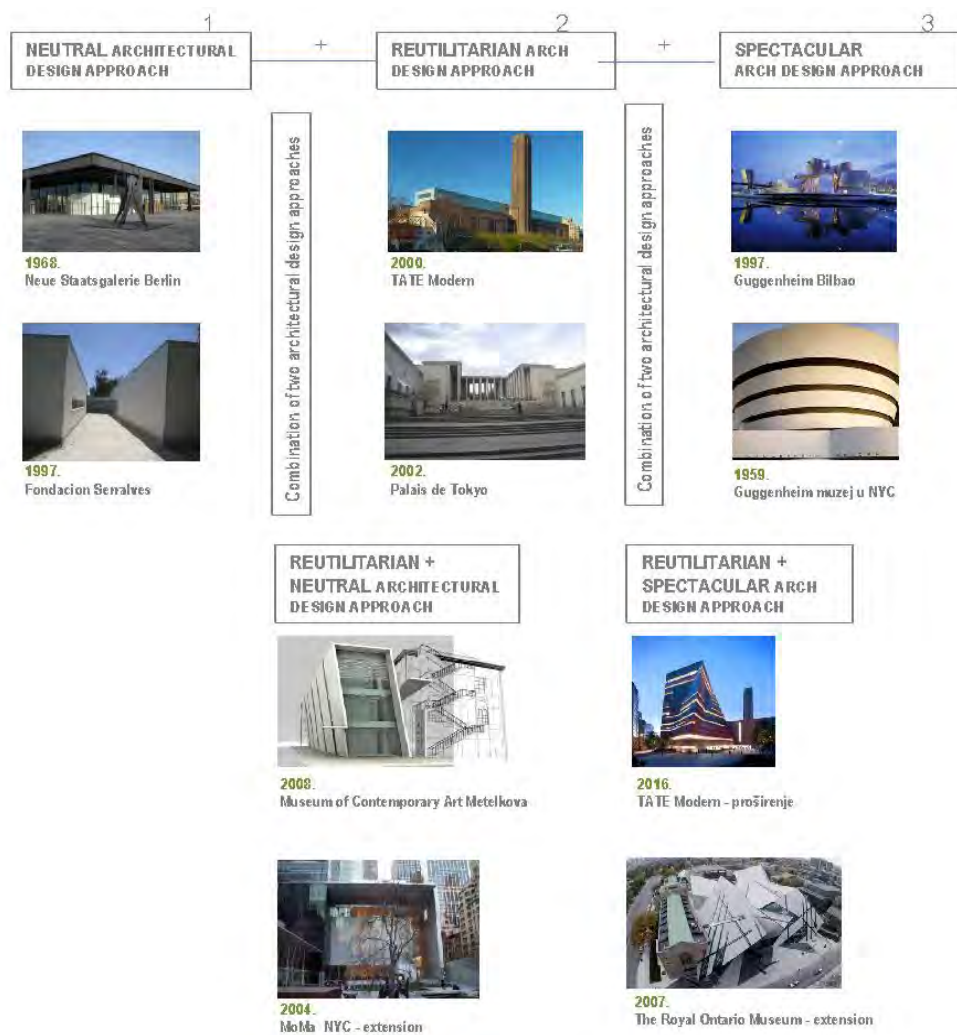 1
NEUTRAL ARCHITECTURAL
DESIGN APPROACH
+
2
REUTILITARIAN ARCH
DESIGN APPROACH
+
3
SPECTACULAR
ARCH DESIGN APPROACH
1968.
Neue Staatsgalerie Berlin
1997.
Fondacion Serralves
Combination of two architectural design approaches
2000.
TATE Modern
2002.
Palais de Tokyo
Combination of two architectural design approaches
1997.
Guggenheim Bilbao
1959.
Guggenheim muzej u NYC
REUTILITARIAN +
NEUTRAL ARCHITECTURAL
DESIGN APPROACH
2008.
Museum of Contemporary Art Metelkova
2004.
MoMa NYC - extension
REUTILITARIAN +
SPECTACULAR ARCH
DESIGN APPROACH
2016.
TATE Modern - proširenje
2007.
The Royal Ontario Museum - extension